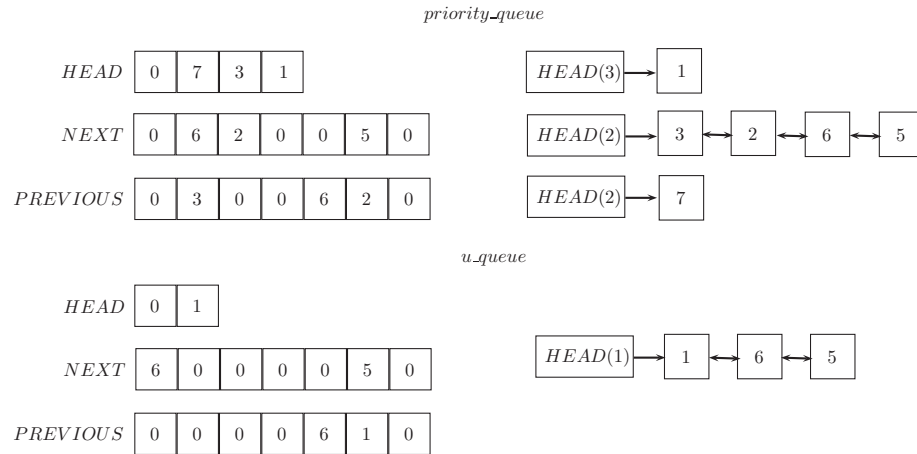 priority_queue
HEAD 0 7 3 1
HEAD(3) 1
NEXT 0 6 2 0 0 5 0
HEAD(2) 3 2 6 5
PREVIOUS 0 3 0 0 6 2 0
HEAD(2) 7
u_queue
HEAD 0 1
NEXT 6 0 0 0 0 5 0
HEAD(1) 1 6 5
PREVIOUS 0 0 0 0 6 1 0